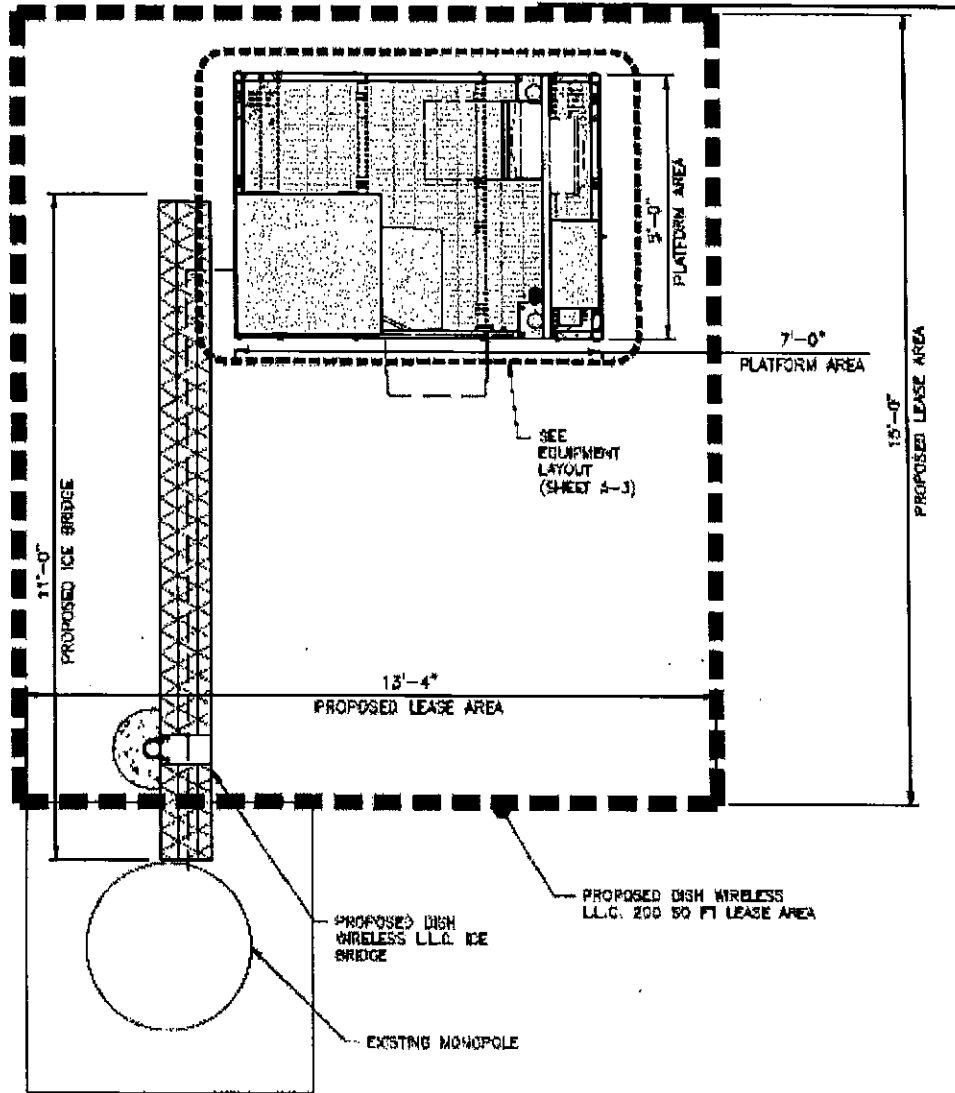 5'-0"
PLATFORM AREA
7'-0"
PLATFORM AREA
15'-0"
PROPOSED LEASE AREA
SEE
EQUIPMENT
LAYOUT
(SHEET A-3)
11'-0"
PROPOSED ICE BRIDGE
13'-4"
PROPOSED LEASE AREA
PROPOSED DISH WIRELESS
L.L.C. 200 SQ FT LEASE AREA
PROPOSED DISH
WIRELESS L.L.C. ICE
BRIDGE
EXISTING MONOPOLE